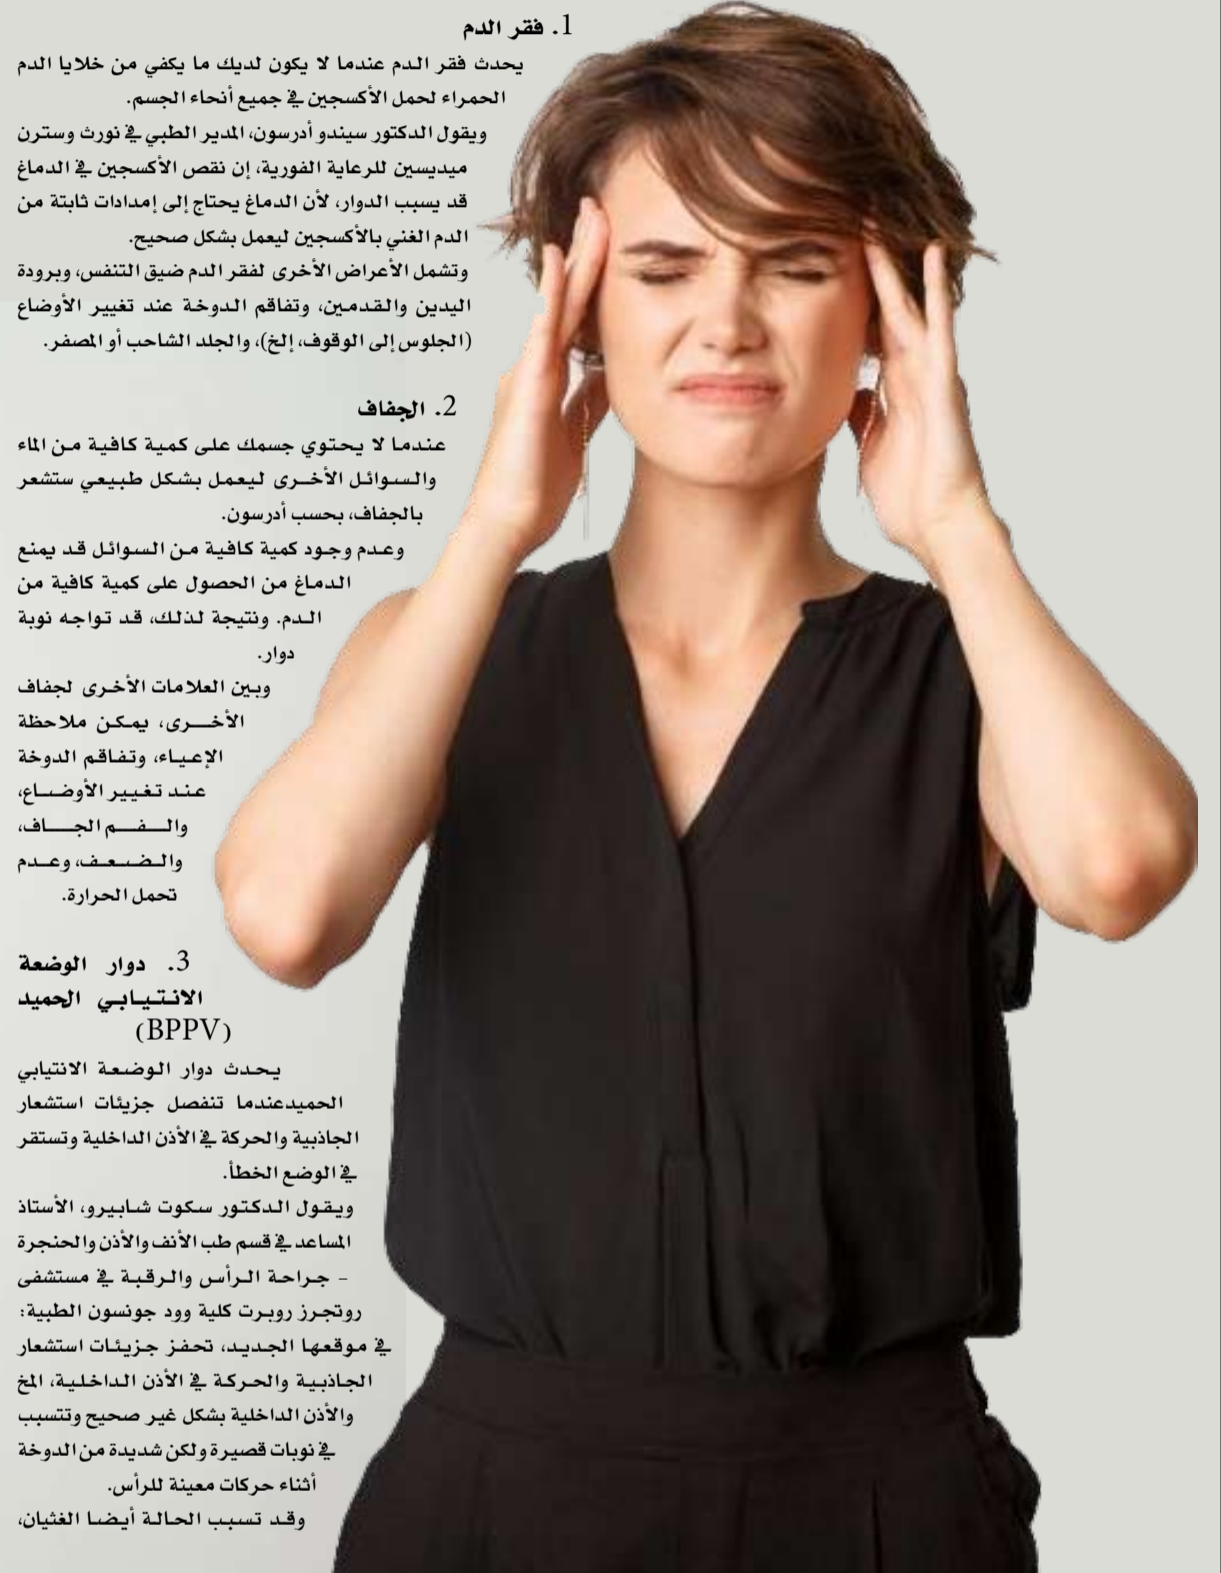 1. فقر الدم
يحدث فقر الدم عندما لا يكون لديك ما يكفي من خلايا الدم
الحمراء لحمل الأكسجين في جميع أنحاء الجسم.
ويقول الدكتور سيندو أدرسون، المدير الطبي في نورث وسترن
ميديسين للرعاية الفورية، إن نقص الأكسجين في الدماغ
قد يسبب الدوار، لأن الدماغ يحتاج إلى إمدادات ثابتة من
الدم الغني بالأكسجين ليعمل بشكل صحيح.
وتشمل الأعراض الأخرى لفقر الدم ضيق التنفس، وبرودة
اليدين والقدمين، وتفاقم الدوخة عند تغيير الأوضاع
(الجلوس إلى الوقوف، إلخ)، والجلد الشاحب أو المصفر.
2. الجفاف
عندما لا يحتوي جسمك على كمية كافية من الماء
والسوائل الأخرى ليعمل بشكل طبيعي ستشعر
بالجفاف، بحسب أدرسون.
وعدم وجود كمية كافية من السوائل قد يمنع
الدماغ من الحصول على كمية كافية من
الدم. ونتيجة لذلك، قد تواجه نوبة
دوار.
وبين العلامات الأخرى لجفاف
الأخرى، يمكن ملاحظة
الإعياء، وتفاقم الدوخة
عند تغيير الأوضاع،
والفم الجاف،
والضعف، وعدم
تحمل الحرارة.
3. دوار الوضعة
الانتيابي الحميد
(BPPV)
يحدث دوار الوضعة الانتيابي
الحميدعندما تنفصل جزيئات استشعار
الجاذبية والحركة في الأذن الداخلية وتستقر
في الوضع الخطأ.
ويقول الدكتور سكوت شابيرو، الأستاذ
المساعد في قسم طب الأنف والأذن والحنجرة
- جراحة الرأس والرقبة في مستشفى
روتجرز روبرت كلية وود جونسون الطبية:
في موقعها الجديد، تحفز جزيئات استشعار
الجاذبية والحركة في الأذن الداخلية، المخ
والأذن الداخلية بشكل غير صحيح وتتسبب
في نوبات قصيرة ولكن شديدة من الدوخة
أثناء حركات معينة للرأس.
وقد تسبب الحالة أيضا الغثيان،